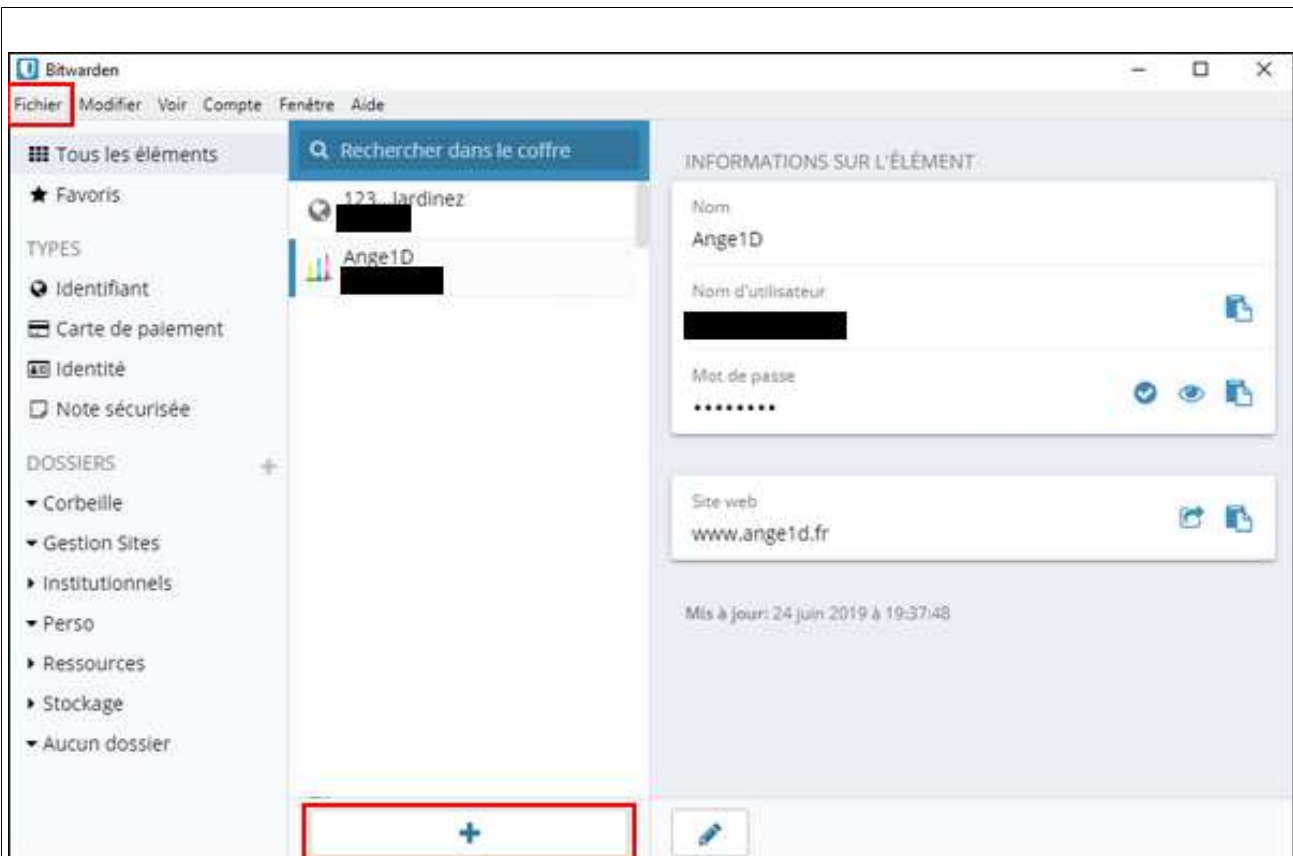 Bitwarden
Fichier Modifier Voir Compte Fenêtre Aide
Tous les éléments
Favoris
TYPES
Identifiant
Carte de paiement
Identité
Note sécurisée
DOSSIERS
Corbeille
Gestion Sites
Institutionnels
Perso
Ressources
Stockage
Aucun dossier
Rechercher dans le coffre
123...Jardinez
Ange1D
INFORMATIONS SUR L'ÉLÉMENT
Nom
Ange1D
Nom d'utilisateur
Mot de passe
••••••••
Site web
www.ange1d.fr
Mis à jour: 24 juin 2019 à 19:37:48